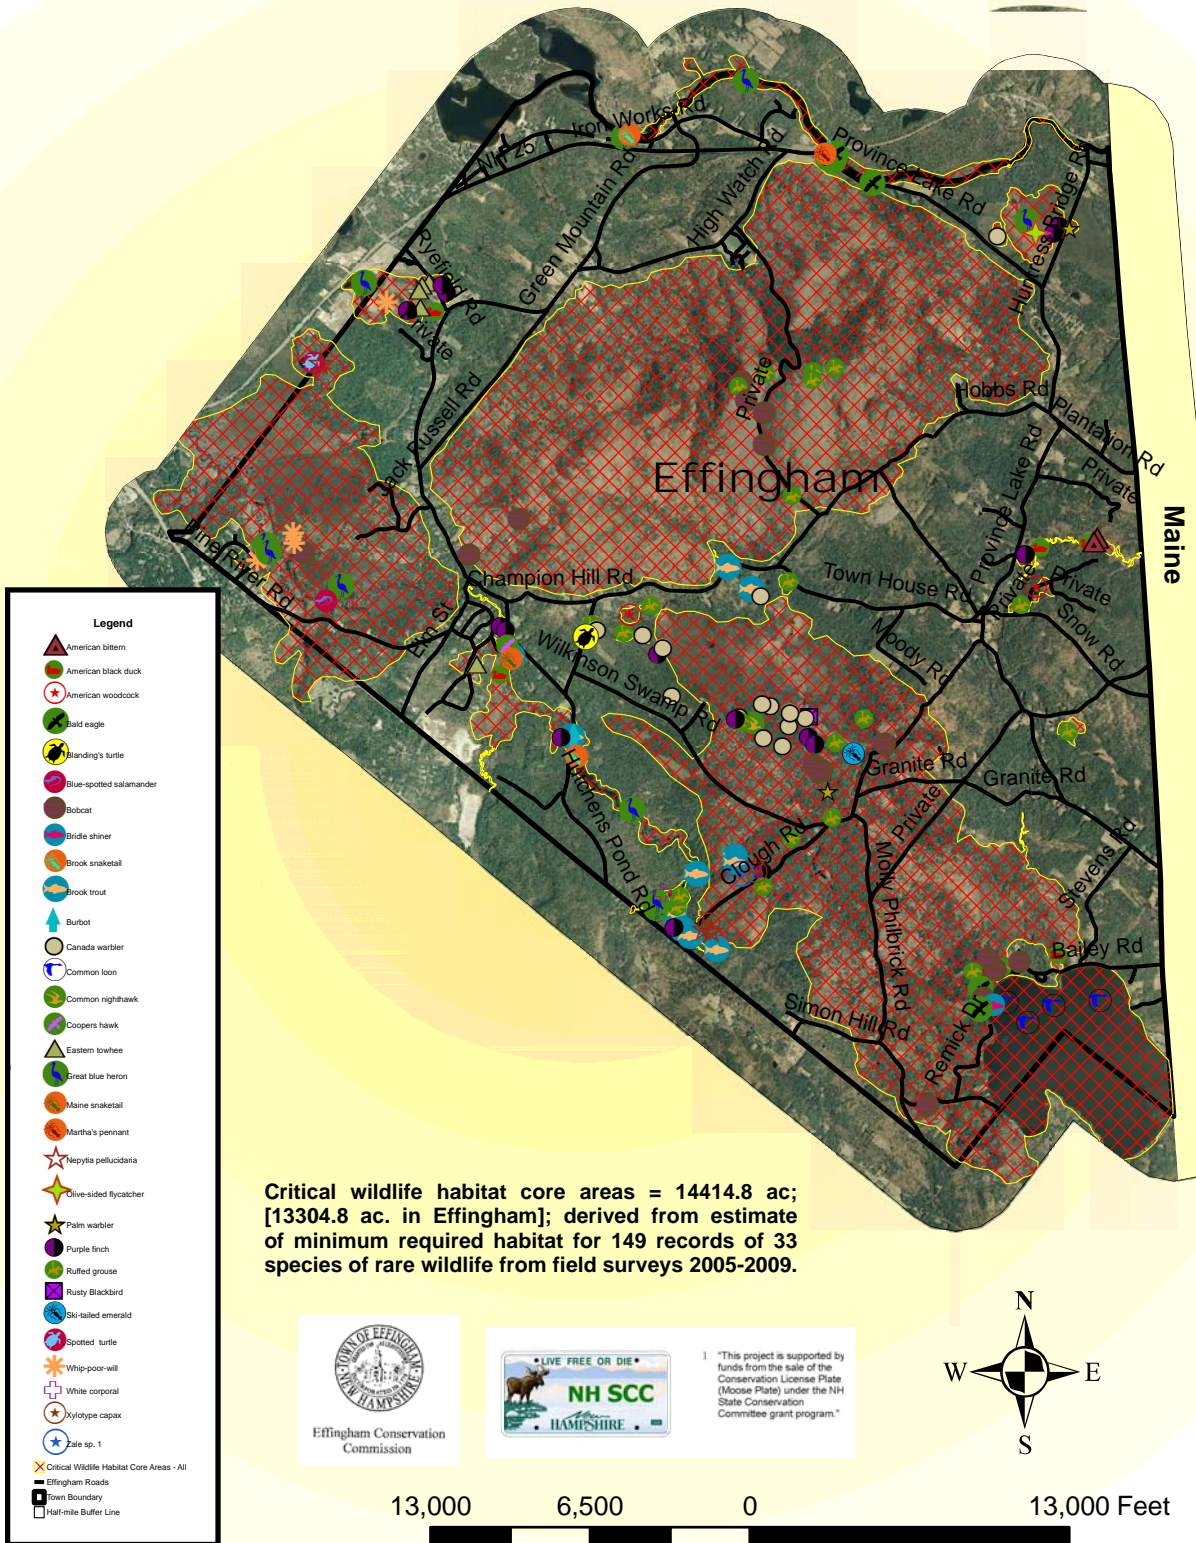 Iron Works Rd
NH 25
Province Lake Rd
High Watch Rd
Green Mountain Rd
Huntress Bridge Rd
Ryefield Rd
Private
Private
Jack Russell Rd
Hobbs Rd
Plantation Rd
Private
Effingham
Province Lake Rd
Maine
Pine River Rd
Champion Hill Rd
Town House Rd
Private
Private
Snow Rd
Elm St
Wilkinson Swamp Rd
Moody Rd
Granite Rd
Granite Rd
Hutchens Pond Rd
Private
Clough Rd
Molly Philbrick Rd
Stevens Rd
Bailey Rd
Simon Hill Rd
Remick Dr
Legend
American bittern
American black duck
American woodcock
Bald eagle
Blanding's turtle
Blue-spotted salamander
Bobcat
Bridle shiner
Brook snaketail
Brook trout
Burbot
Canada warbler
Common loon
Common nighthawk
Coopers hawk
Eastern towhee
Great blue heron
Maine snaketail
Martha's pennant
Nepytia pellucidaria
Olive-sided flycatcher
Palm warbler
Purple finch
Ruffed grouse
Rusty Blackbird
Ski-tailed emerald
Spotted turtle
Whip-poor-will
White corporal
Xylotype capax
Zale sp. 1
Critical Wildlife Habitat Core Areas - All
Effingham Roads
Town Boundary
Half-mile Buffer Line
Critical wildlife habitat core areas = 14414.8 ac;
[13304.8 ac. in Effingham]; derived from estimate
of minimum required habitat for 149 records of 33
species of rare wildlife from field surveys 2005-2009.
TOWN OF EFFINGHAM
NEW HAMPSHIRE
Effingham Conservation
Commission
LIVE FREE OR DIE
NH SCC
NEW HAMPSHIRE
1 "This project is supported by
funds from the sale of the
Conservation License Plate
(Moose Plate) under the NH
State Conservation
Committee grant program."
N
W
E
S
13,000 6,500 0 13,000 Feet